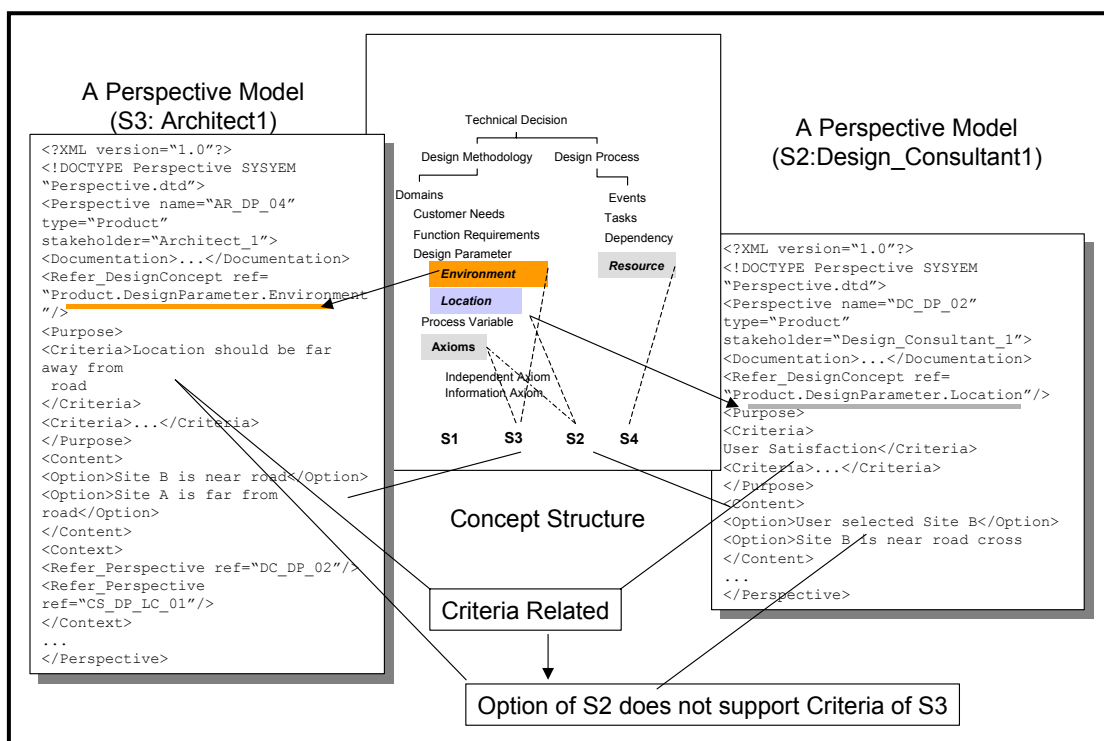 A Perspective Model
(S3: Architect1)
<?XML version=“1.0”?>
<!DOCTYPE Perspective SYSYEM
“Perspective.dtd”>
<Perspective name=“AR_DP_04”
type=“Product”
stakeholder=“Architect_1”>
<Documentation>...</Documentation>
<Refer_DesignConcept ref=
“Product.DesignParameter.Environment
”/>
<Purpose>
<Criteria>Location should be far
away from
road
</Criteria>
<Criteria>...</Criteria>
</Purpose>
<Content>
<Option>Site B is near road</Option>
<Option>Site A is far from
road</Option>
</Content>
<Context>
<Refer_Perspective ref=“DC_DP_02”/>
<Refer_Perspective
ref=“CS_DP_LC_01”/>
</Context>
...
</Perspective>
Technical Decision
Design Methodology
Design Process
Domains
Customer Needs
Function Requirements
Design Parameter
Environment
Location
Process Variable
Axioms
Independent Axiom
Information Axiom
Events
Tasks
Dependency
Resource
S1
S3
S2
S4
Concept Structure
A Perspective Model
(S2:Design_Consultant1)
<?XML version=“1.0”?>
<!DOCTYPE Perspective SYSYEM
“Perspective.dtd”>
<Perspective name=“DC_DP_02”
type=“Product”
stakeholder=“Design_Consultant_1”>
<Documentation>...</Documentation>
<Refer_DesignConcept ref=
“Product.DesignParameter.Location”/>
<Purpose>
<Criteria>
User Satisfaction</Criteria>
<Criteria>...</Criteria>
</Purpose>
<Content>
<Option>User selected Site B</Option>
<Option>Site B is near road cross
</Content>
...
</Perspective>
Criteria Related
Option of S2 does not support Criteria of S3